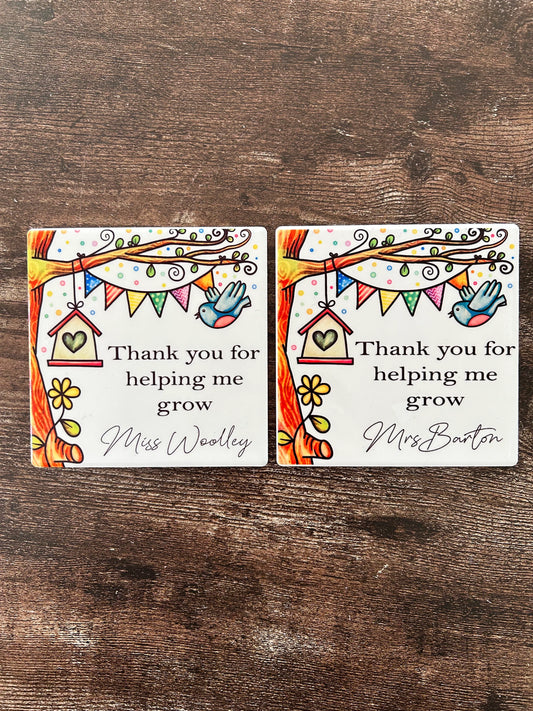 Thank you for
helping me
grow
Miss Woolley
Thank you for
helping me
grow
Mrs Barton